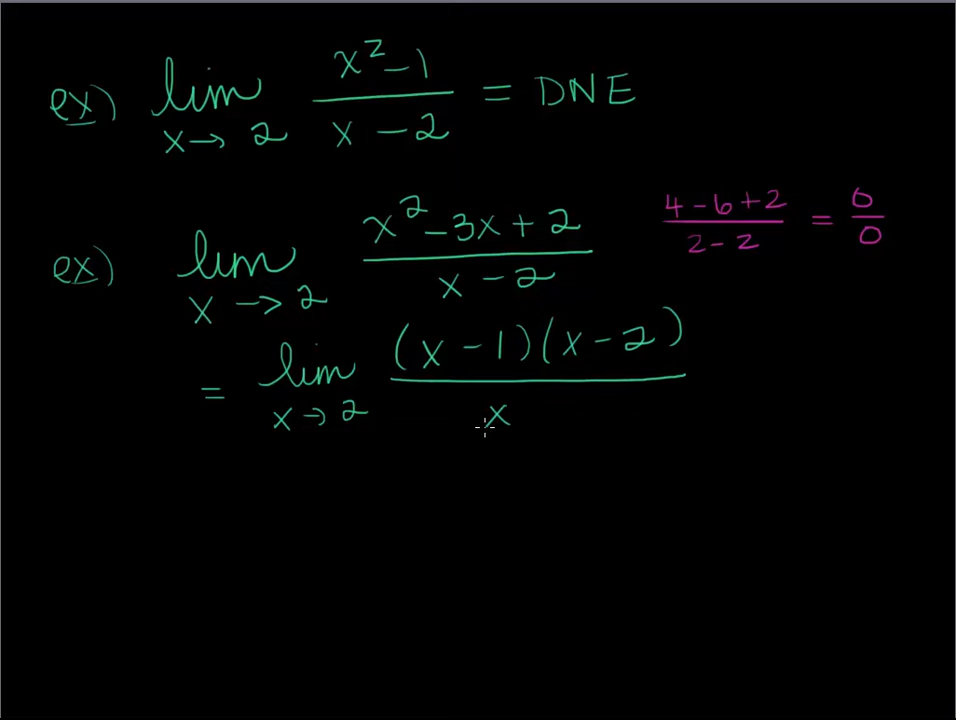 ex) lim x→2 (x² - 1)/(x - 2) = DNE
ex) lim x→2 (x² - 3x + 2)/(x - 2)
(4 - 6 + 2)/(2 - 2) = 0/0
= lim x→2 (x - 1)(x - 2)/x